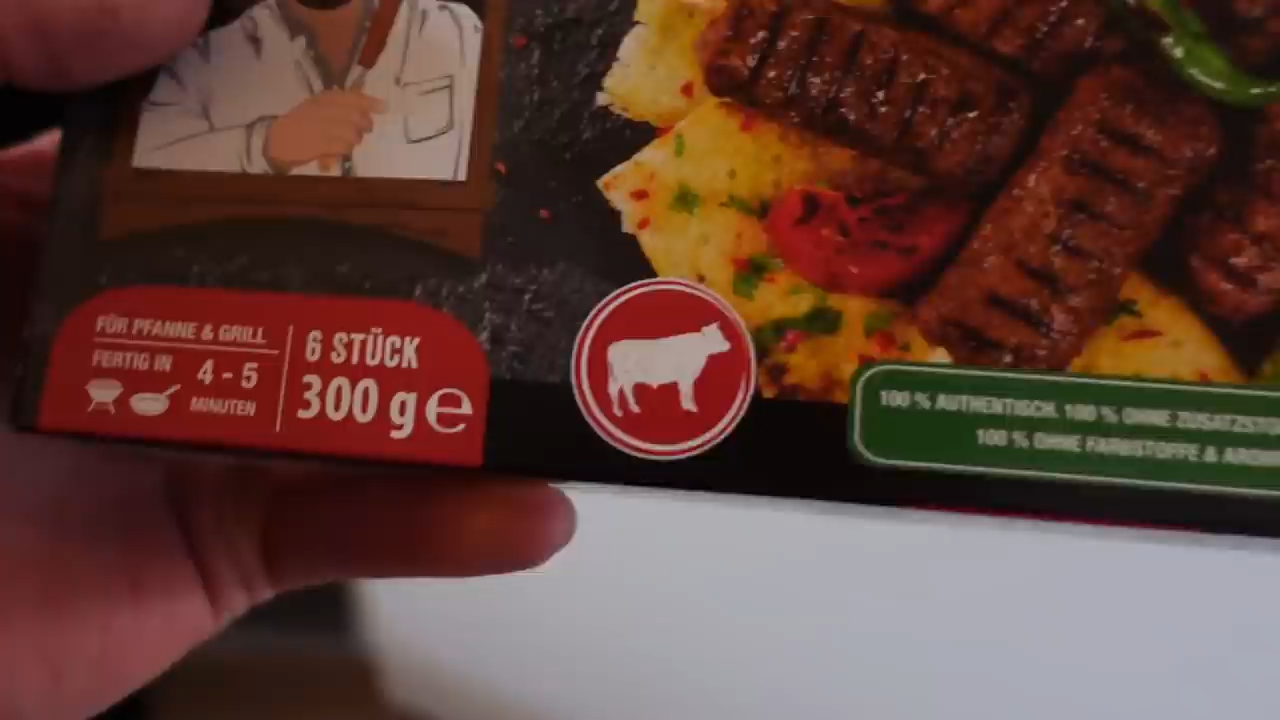 FÜR PFANNE & GRILL
FERTIG IN 4 - 5
MINUTEN
6 STÜCK
300 g e
100 % AUTHENTISCH. 100 % OHNE
100 % OHNE FARBSTOFFE &